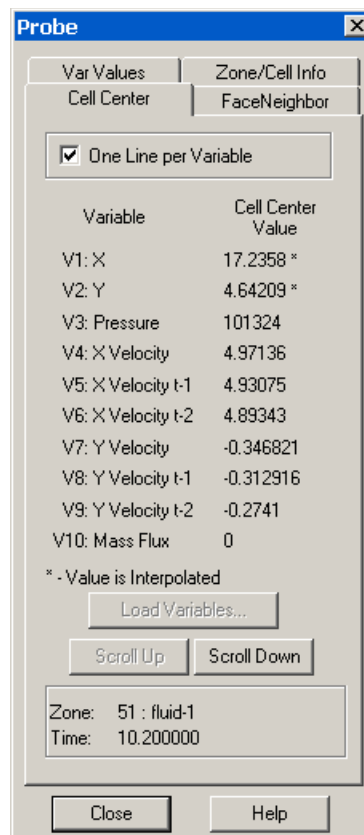 Probe
Var Values Zone/Cell Info
Cell Center FaceNeighbor
One Line per Variable
Variable Cell Center Value
V1: X 17.2358 *
V2: Y 4.64209 *
V3: Pressure 101324
V4: X Velocity 4.97136
V5: X Velocity t-1 4.93075
V6: X Velocity t-2 4.89343
V7: Y Velocity -0.346821
V8: Y Velocity t-1 -0.312916
V9: Y Velocity t-2 -0.2741
V10: Mass Flux 0
* - Value is Interpolated
Load Variables...
Scroll Up Scroll Down
Zone: 51 : fluid-1
Time: 10.200000
Close Help